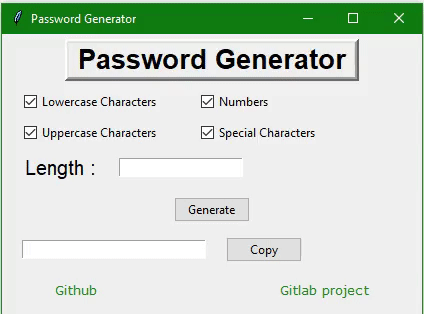 Password Generator
Password Generator
Lowercase Characters Numbers
Uppercase Characters Special Characters
Length :
Generate
Copy
Github Gitlab project